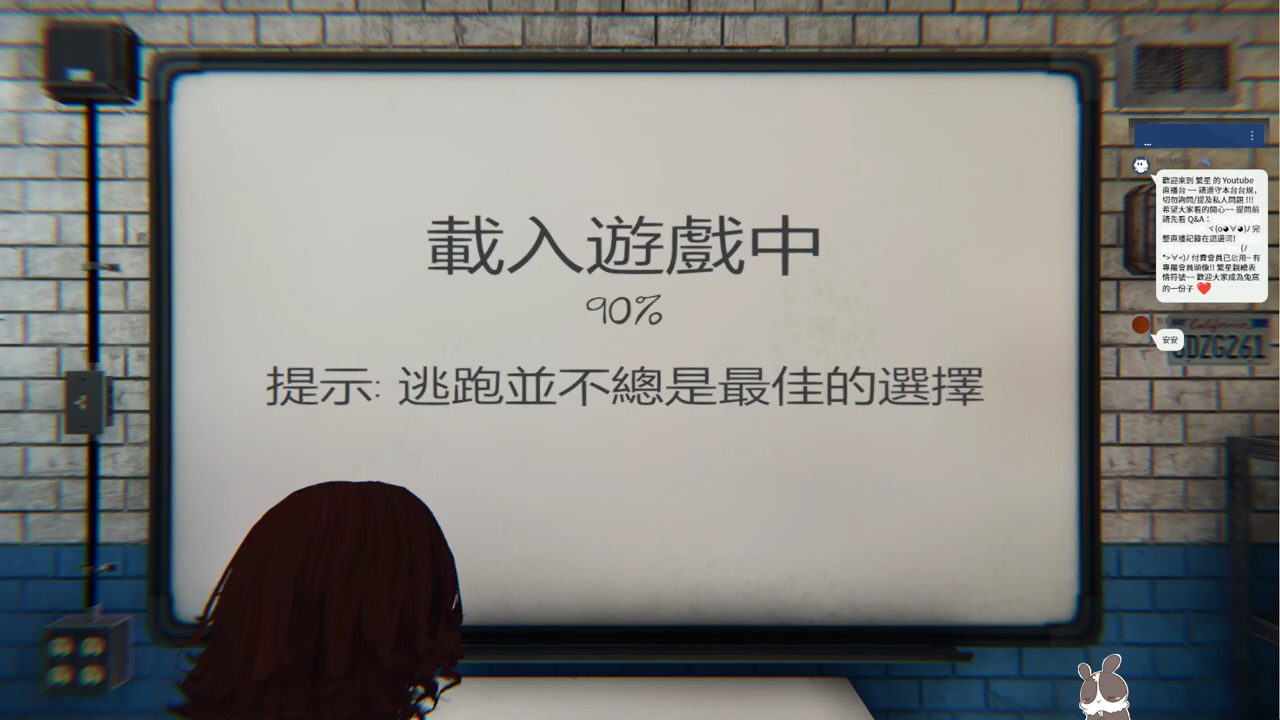 載入遊戲中
90%
提示: 逃跑並不總是最佳的選擇
歡迎來到 繁星 的 Youtube
直播台 ~~ 請遵守本台台規，
切勿詢問/提及私人問題 !!!
希望大家看的開心~~ 提問前
請先看 Q&A：
ヾ(o◕∀◕)ﾉ 完
整直播記錄在這邊唷!
(ﾉ
*>∀<)ﾉ 付費會員已啟用~ 有
專屬會員頭像!! 繁星親繪表
情符號~~ 歡迎大家成為兔窩
的一份子 ❤️
California
安安